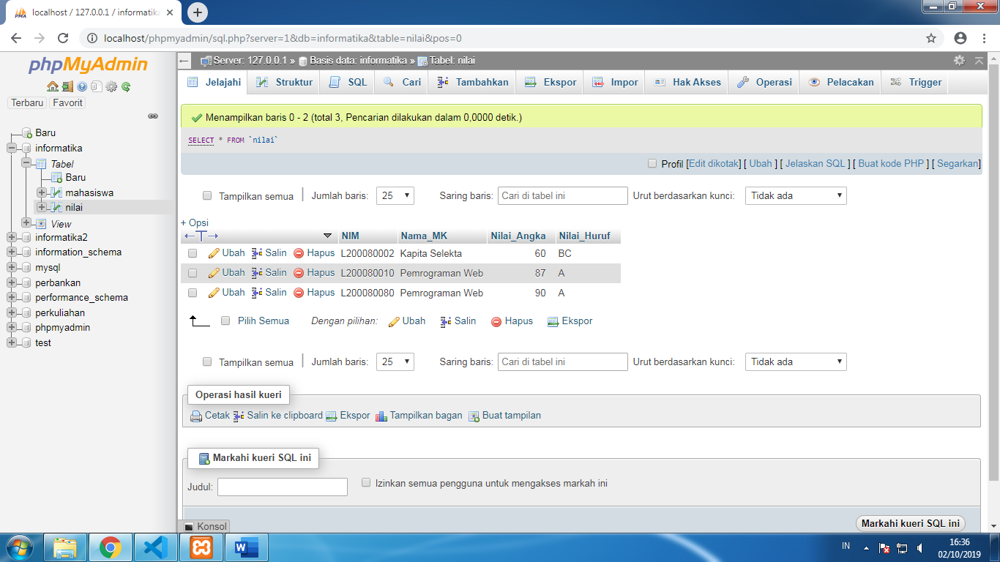 localhost / 127.0.0.1 / informatika
localhost/phpmyadmin/sql.php?server=1&db=informatika&table=nilai&pos=0
phpMyAdmin
Terbaru Favorit
Baru
informatika
Tabel
Baru
mahasiswa
nilai
View
informatika2
information_schema
mysql
perbankan
performance_schema
perkuliahan
phpmyadmin
test
Server: 127.0.0.1 » Basis data: informatika » Tabel: nilai
Jelajahi Struktur SQL Cari Tambahkan Ekspor Impor Hak Akses Operasi Pelacakan Trigger
Menampilkan baris 0 - 2 (total 3, Pencarian dilakukan dalam 0,0000 detik.)
SELECT * FROM `nilai`
Profil [Edit dikotak] [ Ubah ] [ Jelaskan SQL ] [ Buat kode PHP ] [ Segarkan]
Tampilkan semua | Jumlah baris: 25 Saring baris: Cari di tabel ini Urut berdasarkan kunci: Tidak ada
+ Opsi
←T→ NIM Nama_MK Nilai_Angka Nilai_Huruf
Ubah Salin Hapus L200080002 Kapita Selekta 60 BC
Ubah Salin Hapus L200080010 Pemrograman Web 87 A
Ubah Salin Hapus L200080080 Pemrograman Web 90 A
Pilih Semua Dengan pilihan: Ubah Salin Hapus Ekspor
Tampilkan semua | Jumlah baris: 25 Saring baris: Cari di tabel ini Urut berdasarkan kunci: Tidak ada
Operasi hasil kueri
Cetak Salin ke clipboard Ekspor Tampilkan bagan Buat tampilan
Markahi kueri SQL ini
Judul: Izinkan semua pengguna untuk mengakses markah ini
Konsol Markahi kueri SQL ini
IN 16:36
02/10/2019